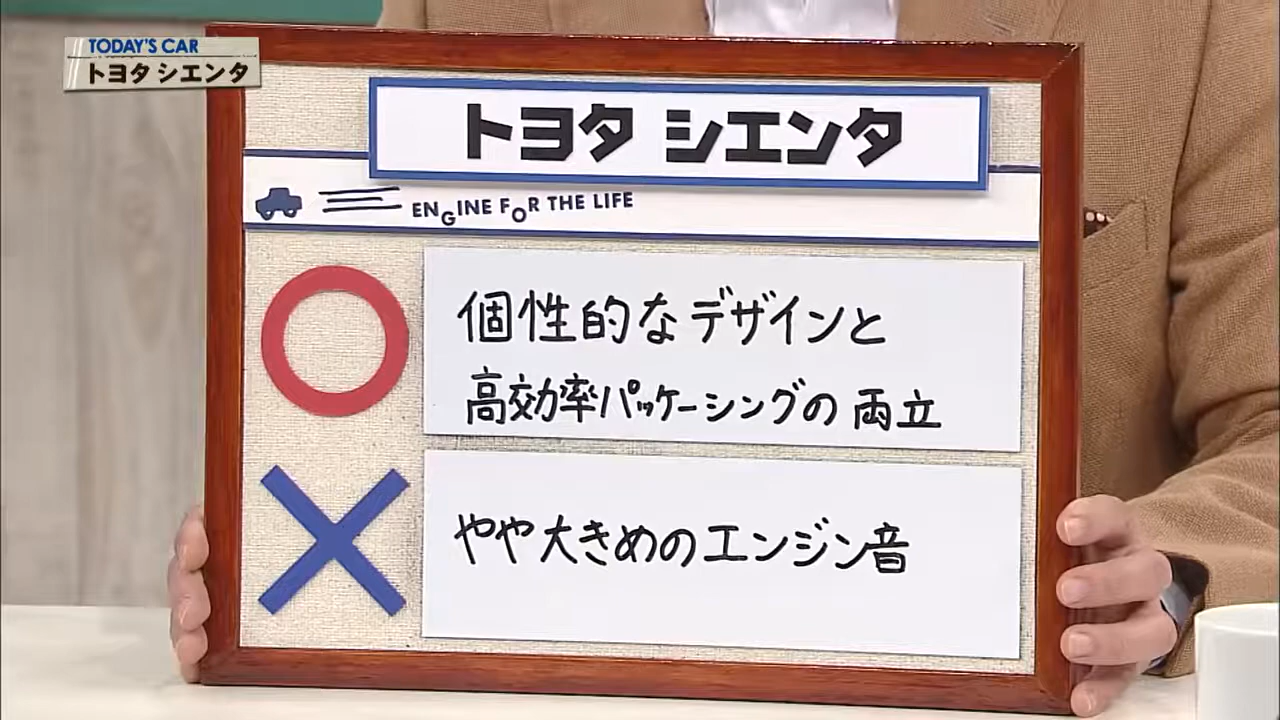 TODAY'S CAR
トヨタ シエンタ
トヨタ シエンタ
ENGINE FOR THE LIFE
個性的なデザインと
高効率パッケージングの両立
やや大きめのエンジン音